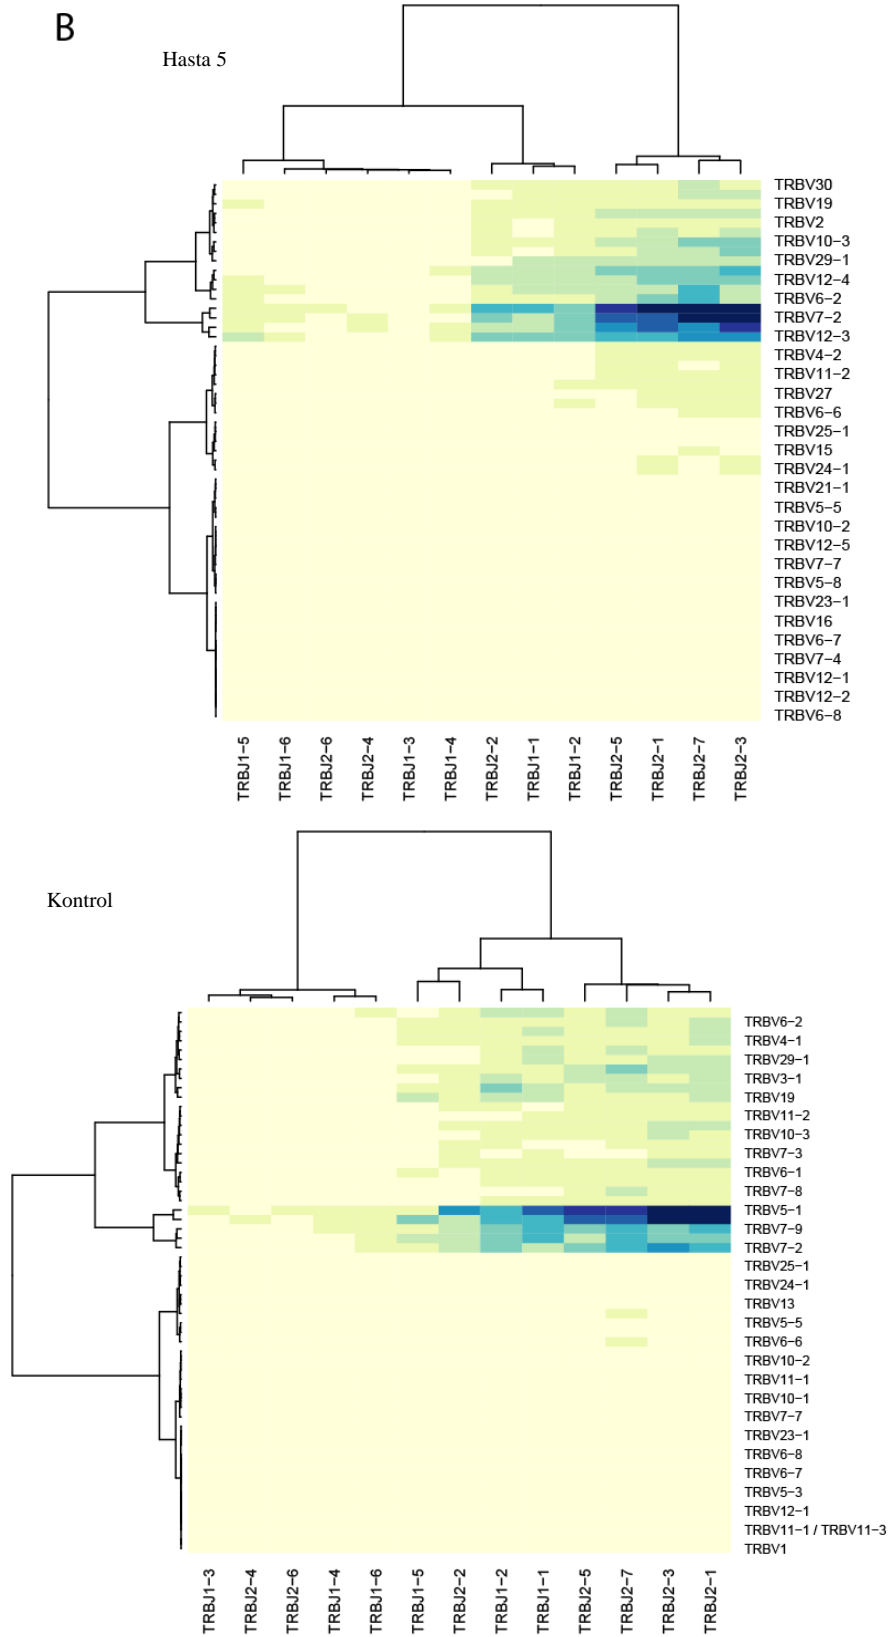 B
Hasta 5
TRBV30
TRBV19
TRBV2
TRBV10-3
TRBV29-1
TRBV12-4
TRBV6-2
TRBV7-2
TRBV12-3
TRBV4-2
TRBV11-2
TRBV27
TRBV6-6
TRBV25-1
TRBV15
TRBV24-1
TRBV21-1
TRBV5-5
TRBV10-2
TRBV12-5
TRBV7-7
TRBV5-8
TRBV23-1
TRBV16
TRBV6-7
TRBV7-4
TRBV12-1
TRBV12-2
TRBV6-8
TRBJ1-5
TRBJ1-6
TRBJ2-6
TRBJ2-4
TRBJ1-3
TRBJ1-4
TRBJ2-2
TRBJ1-1
TRBJ1-2
TRBJ2-5
TRBJ2-1
TRBJ2-7
TRBJ2-3
Kontrol
TRBV6-2
TRBV4-1
TRBV29-1
TRBV3-1
TRBV19
TRBV11-2
TRBV10-3
TRBV7-3
TRBV6-1
TRBV7-8
TRBV5-1
TRBV7-9
TRBV7-2
TRBV25-1
TRBV24-1
TRBV13
TRBV5-5
TRBV6-6
TRBV10-2
TRBV11-1
TRBV10-1
TRBV7-7
TRBV23-1
TRBV6-8
TRBV6-7
TRBV5-3
TRBV12-1
TRBV11-1 / TRBV11-3
TRBV1
TRBJ1-3
TRBJ2-4
TRBJ2-6
TRBJ1-4
TRBJ1-6
TRBJ1-5
TRBJ2-2
TRBJ1-2
TRBJ1-1
TRBJ2-5
TRBJ2-7
TRBJ2-3
TRBJ2-1